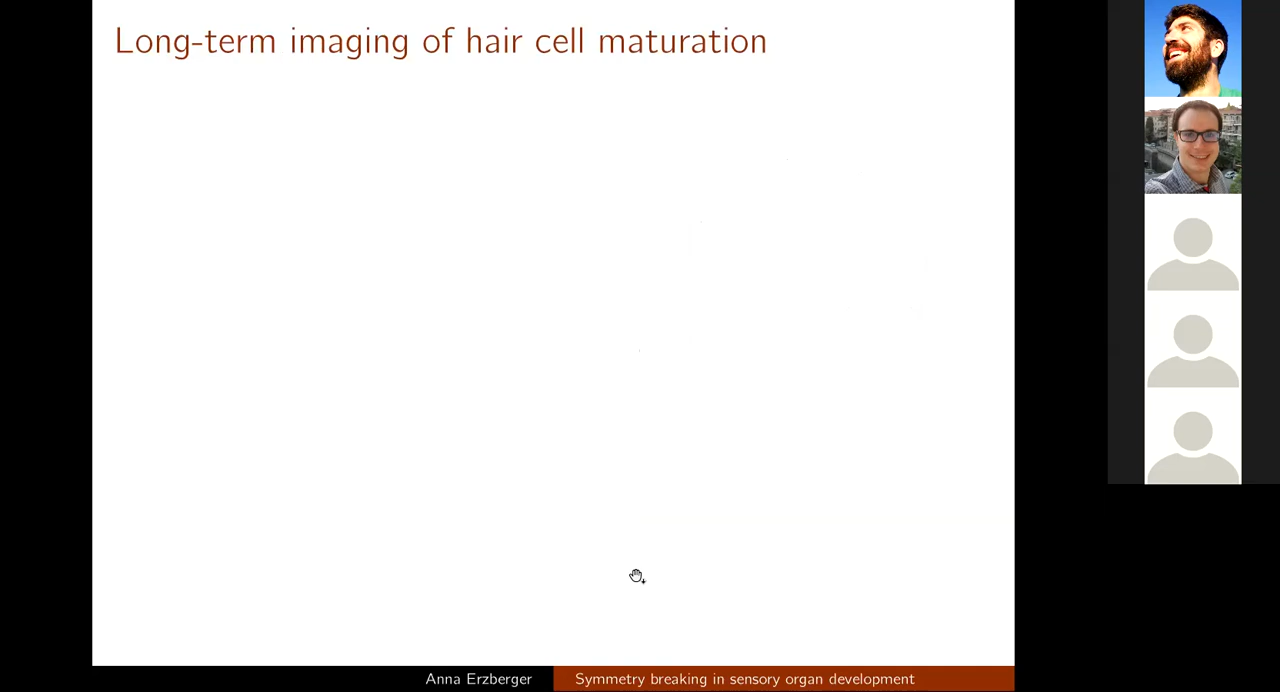 Long-term imaging of hair cell maturation
Anna Erzberger
Symmetry breaking in sensory organ development